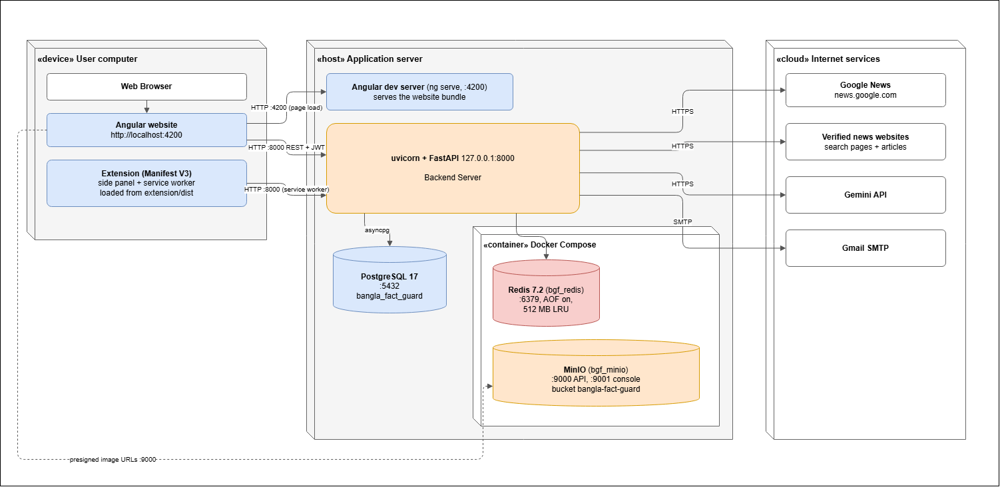 «device» User computer
Web Browser
Angular website
http://localhost:4200
Extension (Manifest V3)
side panel + service worker
loaded from extension/dist
HTTP :4200 (page load)
HTTP :8000 REST + JWT
HTTP :8000 (service worker)
«host» Application server
Angular dev server (ng serve, :4200)
serves the website bundle
uvicorn + FastAPI 127.0.0.1:8000
Backend Server
asyncpg
PostgreSQL 17
:5432
bangla_fact_guard
«container» Docker Compose
Redis 7.2 (bgf_redis)
:6379, AOF on,
512 MB LRU
MinIO (bgf_minio)
:9000 API, :9001 console
bucket bangla-fact-guard
HTTPS
HTTPS
HTTPS
SMTP
«cloud» Internet services
Google News
news.google.com
Verified news websites
search pages + articles
Gemini API
Gmail SMTP
presigned image URLs :9000